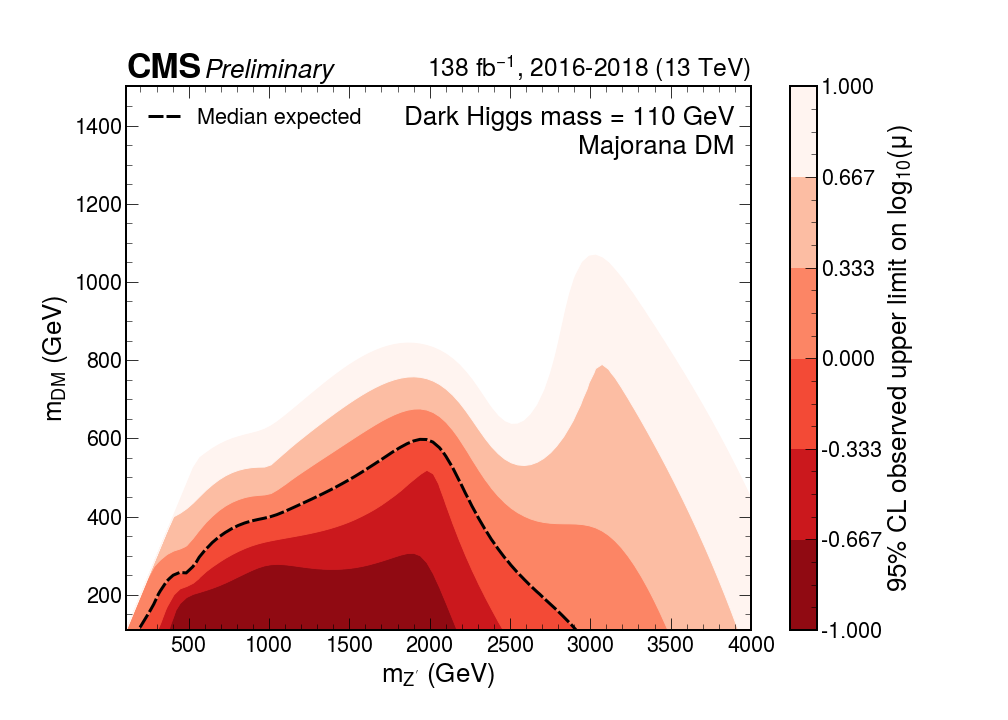 CMS Preliminary
138 fb⁻¹, 2016-2018 (13 TeV)
Median expected
Dark Higgs mass = 110 GeV
Majorana DM
1400
1200
1000
800
600
400
200
m_DM (GeV)
500
1000
1500
2000
2500
3000
3500
4000
m_Z′ (GeV)
1.000
0.667
0.333
0.000
-0.333
-0.667
-1.000
95% CL observed upper limit on log₁₀(μ)